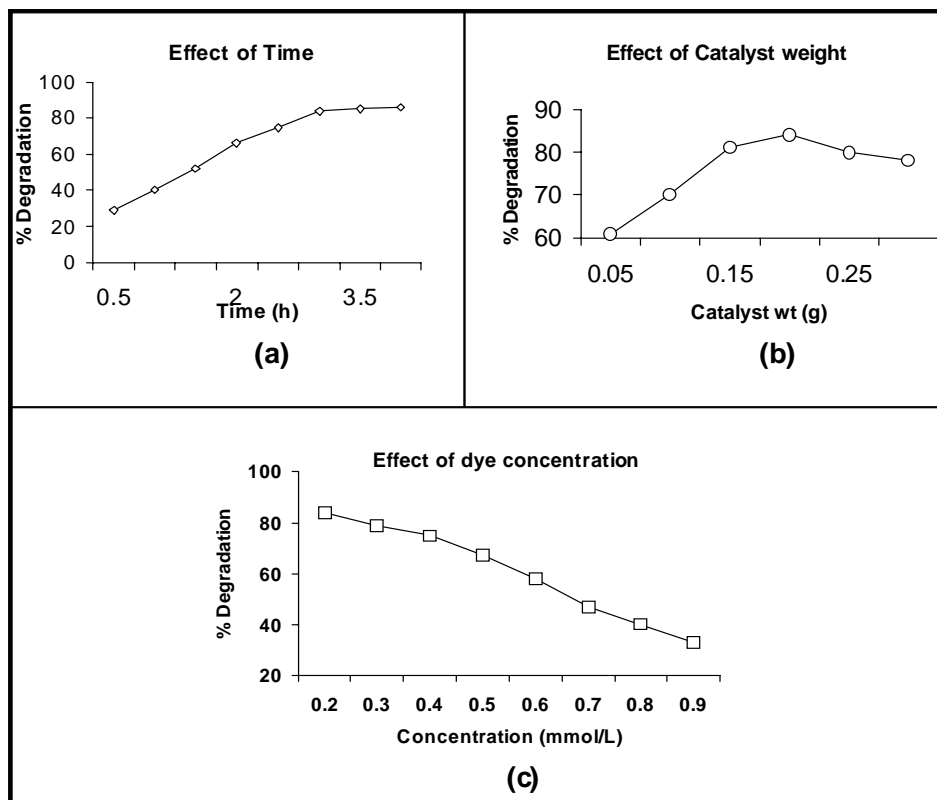 Effect of Time
100
80
60
40
20
0
% Degradation
0.5 2 3.5
Time (h)
(a)
Effect of Catalyst weight
90
80
70
60
% Degradation
0.05 0.15 0.25
Catalyst wt (g)
(b)
Effect of dye concentration
100
80
60
40
20
% Degradation
0.2 0.3 0.4 0.5 0.6 0.7 0.8 0.9
Concentration (mmol/L)
(c)